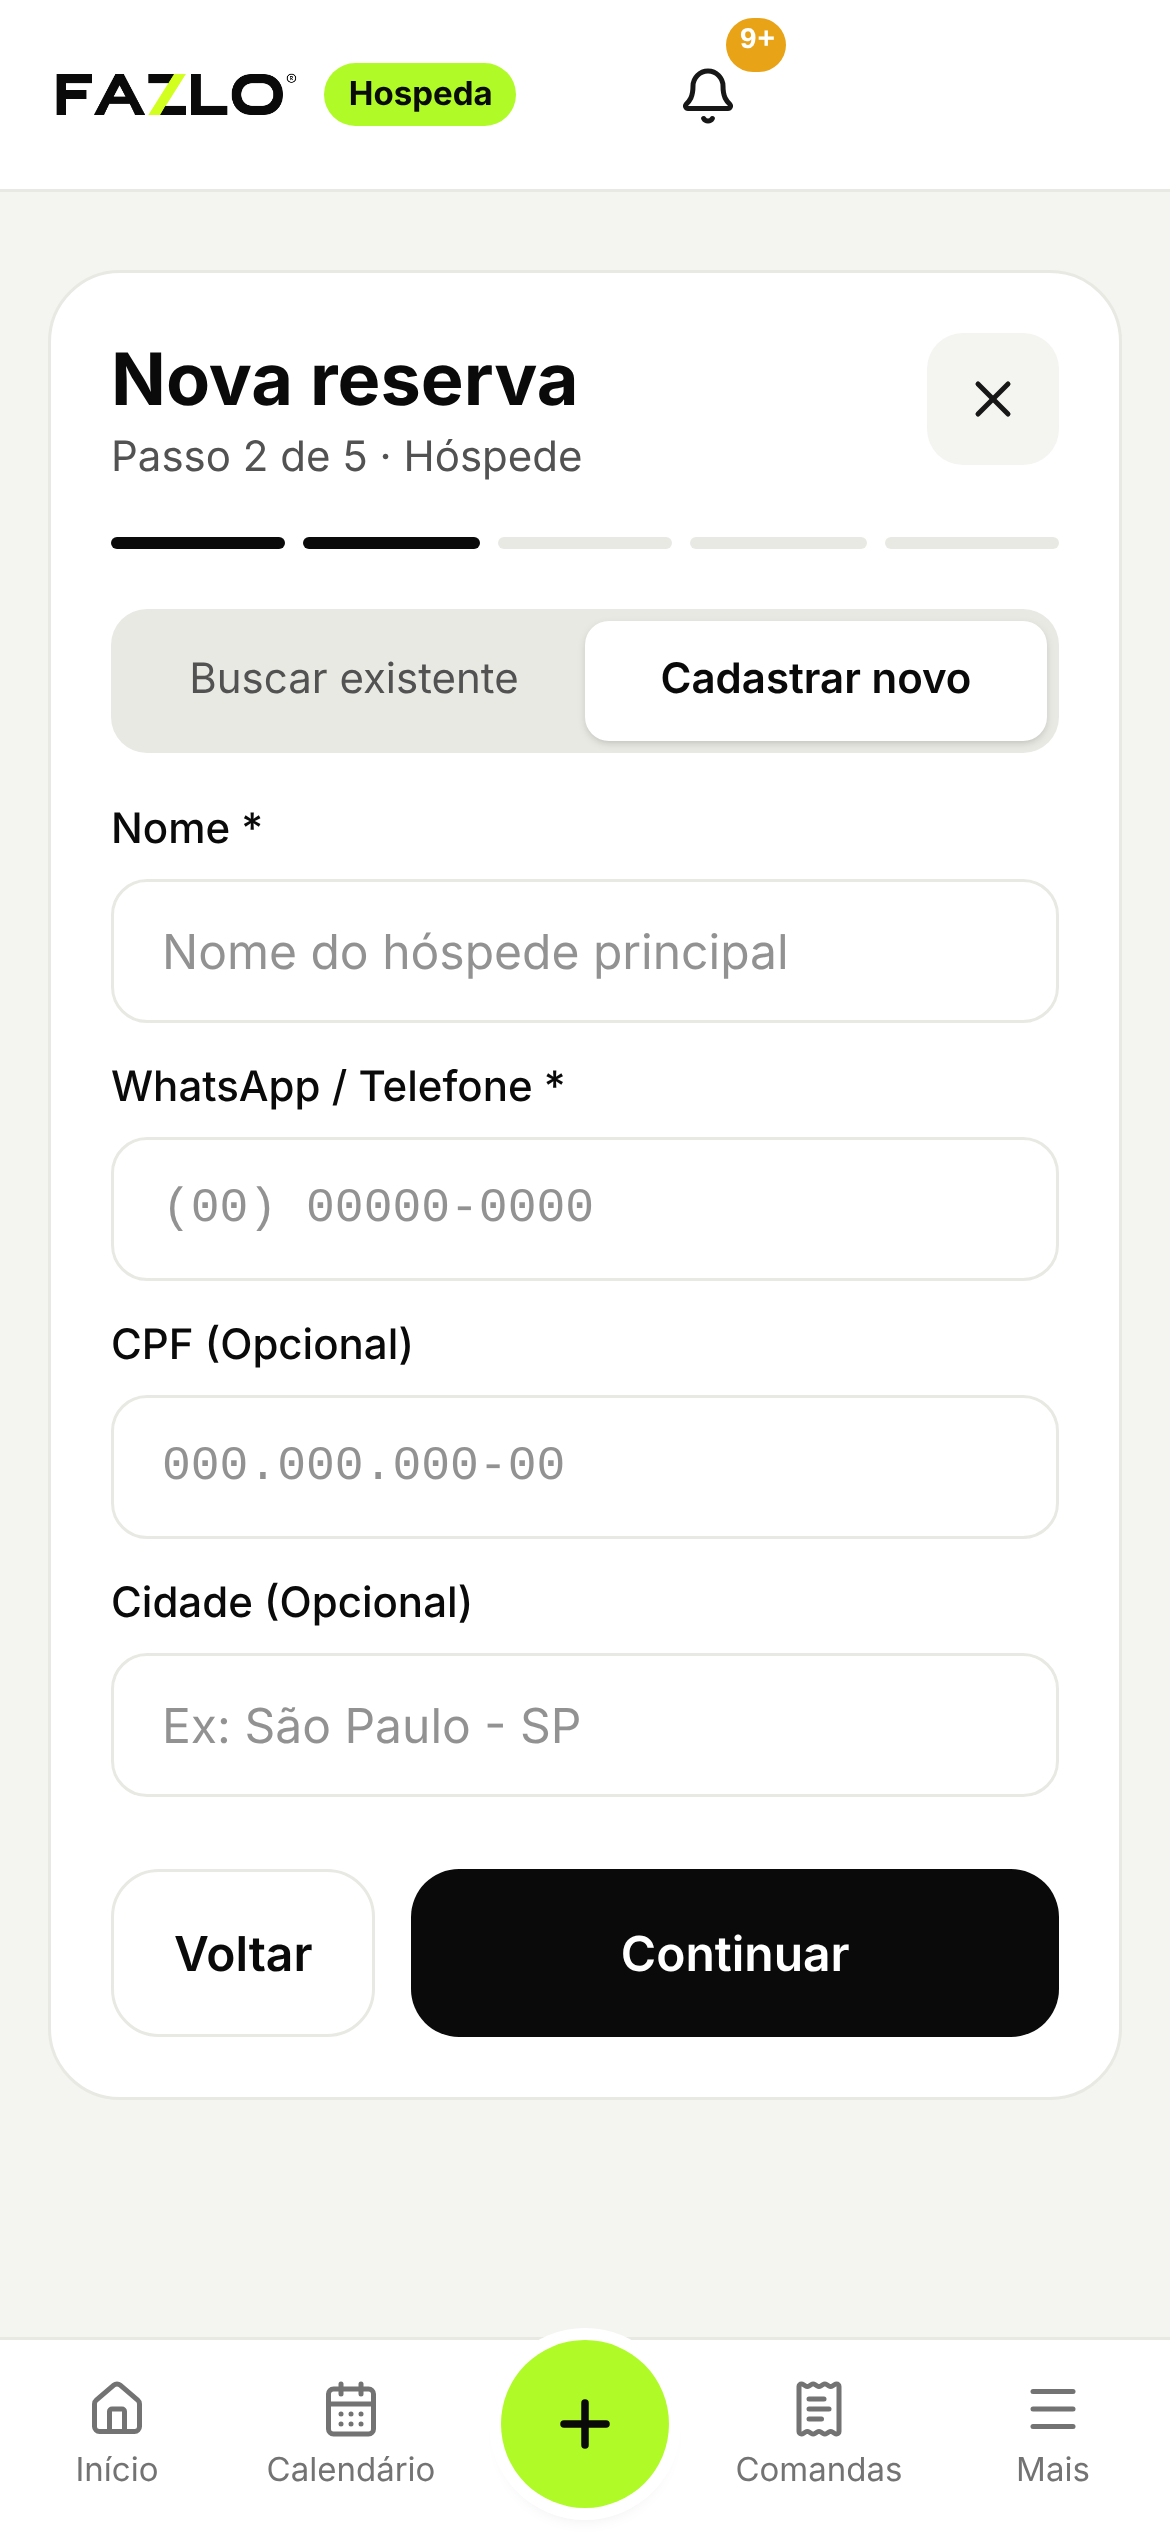 FAZLO®
Hospeda
9+
Nova reserva
Passo 2 de 5 · Hóspede
Buscar existente
Cadastrar novo
Nome *
Nome do hóspede principal
WhatsApp / Telefone *
(00) 00000-0000
CPF (Opcional)
000.000.000-00
Cidade (Opcional)
Ex: São Paulo - SP
Voltar
Continuar
Início
Calendário
Comandas
Mais